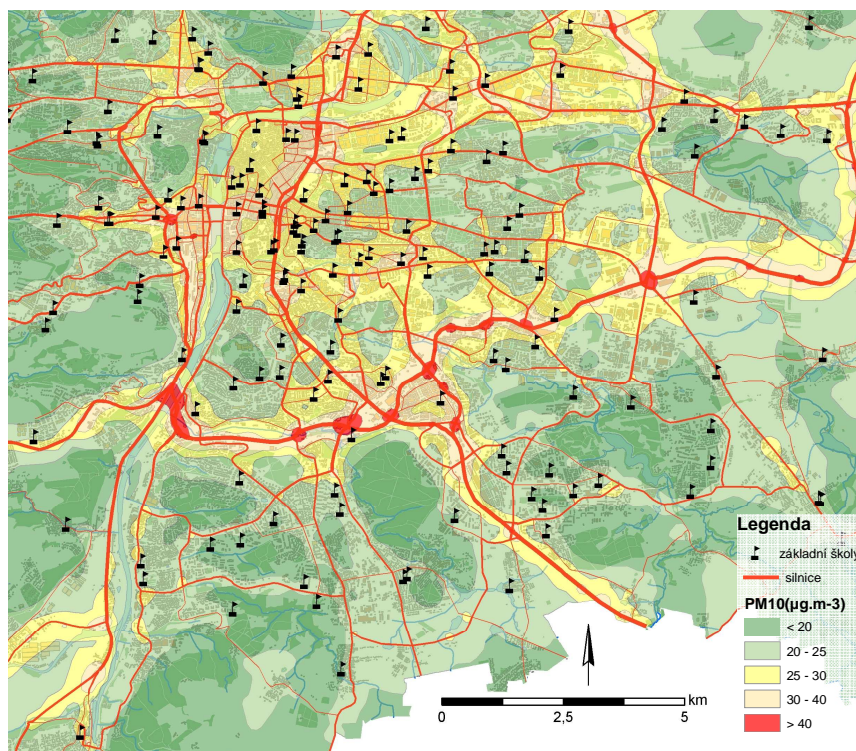 Legenda
základní školy
silnice
PM10(µg.m-3)
< 20
20 - 25
25 - 30
30 - 40
> 40
km
0 2,5 5